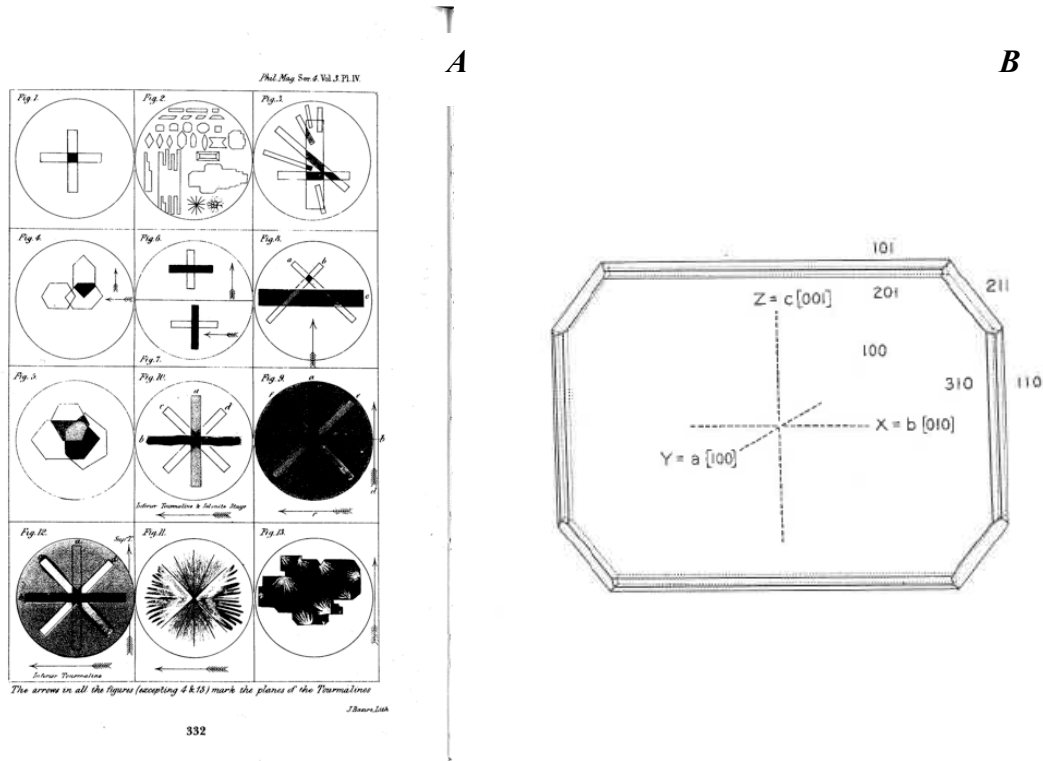 A
B
Phil. Mag. Ser. 4. Vol. 3. Pl. IV.
Fig. 1.
Fig. 2.
Fig. 3.
Fig. 4.
Fig. 6.
Fig. 8.
a
b
c
Fig. 7.
Fig. 5.
Fig. 10.
Fig. 9.
a
c
d
b
a
b
c
d
Inferior Tourmaline & Selenite Stage
Fig. 12.
Fig. 11.
Fig. 13.
a
d
Inferior Tourmaline
The arrows in all the figures (excepting 4 & 13) mark the planes of the Tourmalines
J Basire, Lith
332
101
211
Z = c [001]
201
100
310
110
X = b [010]
Y = a [100]